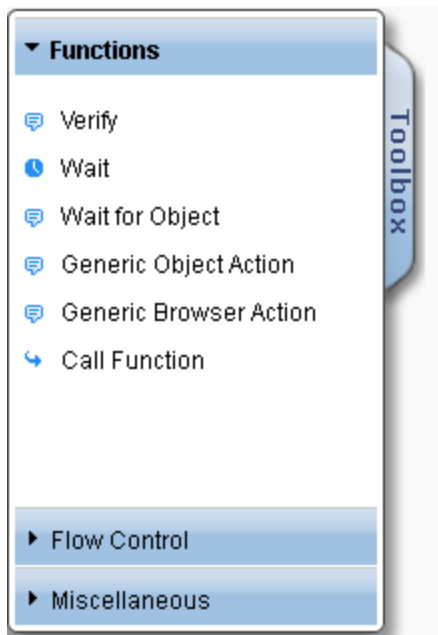 Functions
Verify
Wait
Wait for Object
Generic Object Action
Generic Browser Action
Call Function
Flow Control
Miscellaneous
Toolbox